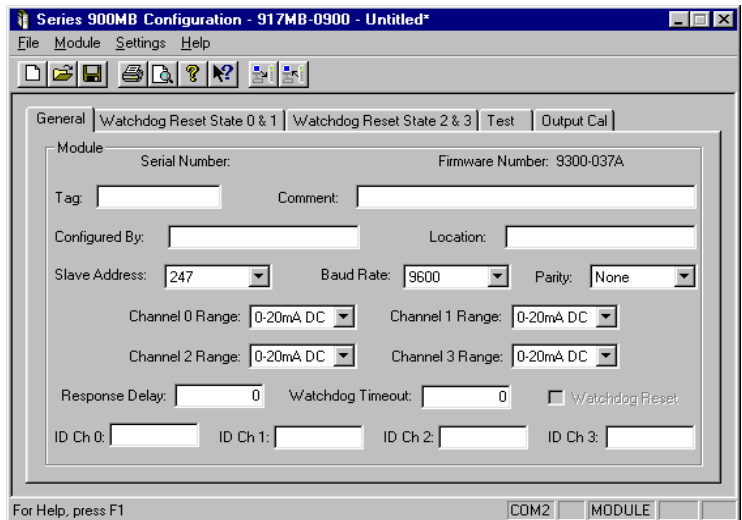 Series 900MB Configuration - 917MB-0900 - Untitled*
File Module Settings Help
General Watchdog Reset State 0 & 1 Watchdog Reset State 2 & 3 Test Output Cal
Module
Serial Number: Firmware Number: 9300-037A
Tag: Comment:
Configured By: Location:
Slave Address: 247 Baud Rate: 9600 Parity: None
Channel 0 Range: 0-20mA DC Channel 1 Range: 0-20mA DC
Channel 2 Range: 0-20mA DC Channel 3 Range: 0-20mA DC
Response Delay: 0 Watchdog Timeout: 0 Watchdog Reset
ID Ch 0: ID Ch 1: ID Ch 2: ID Ch 3:
For Help, press F1 COM2 MODULE